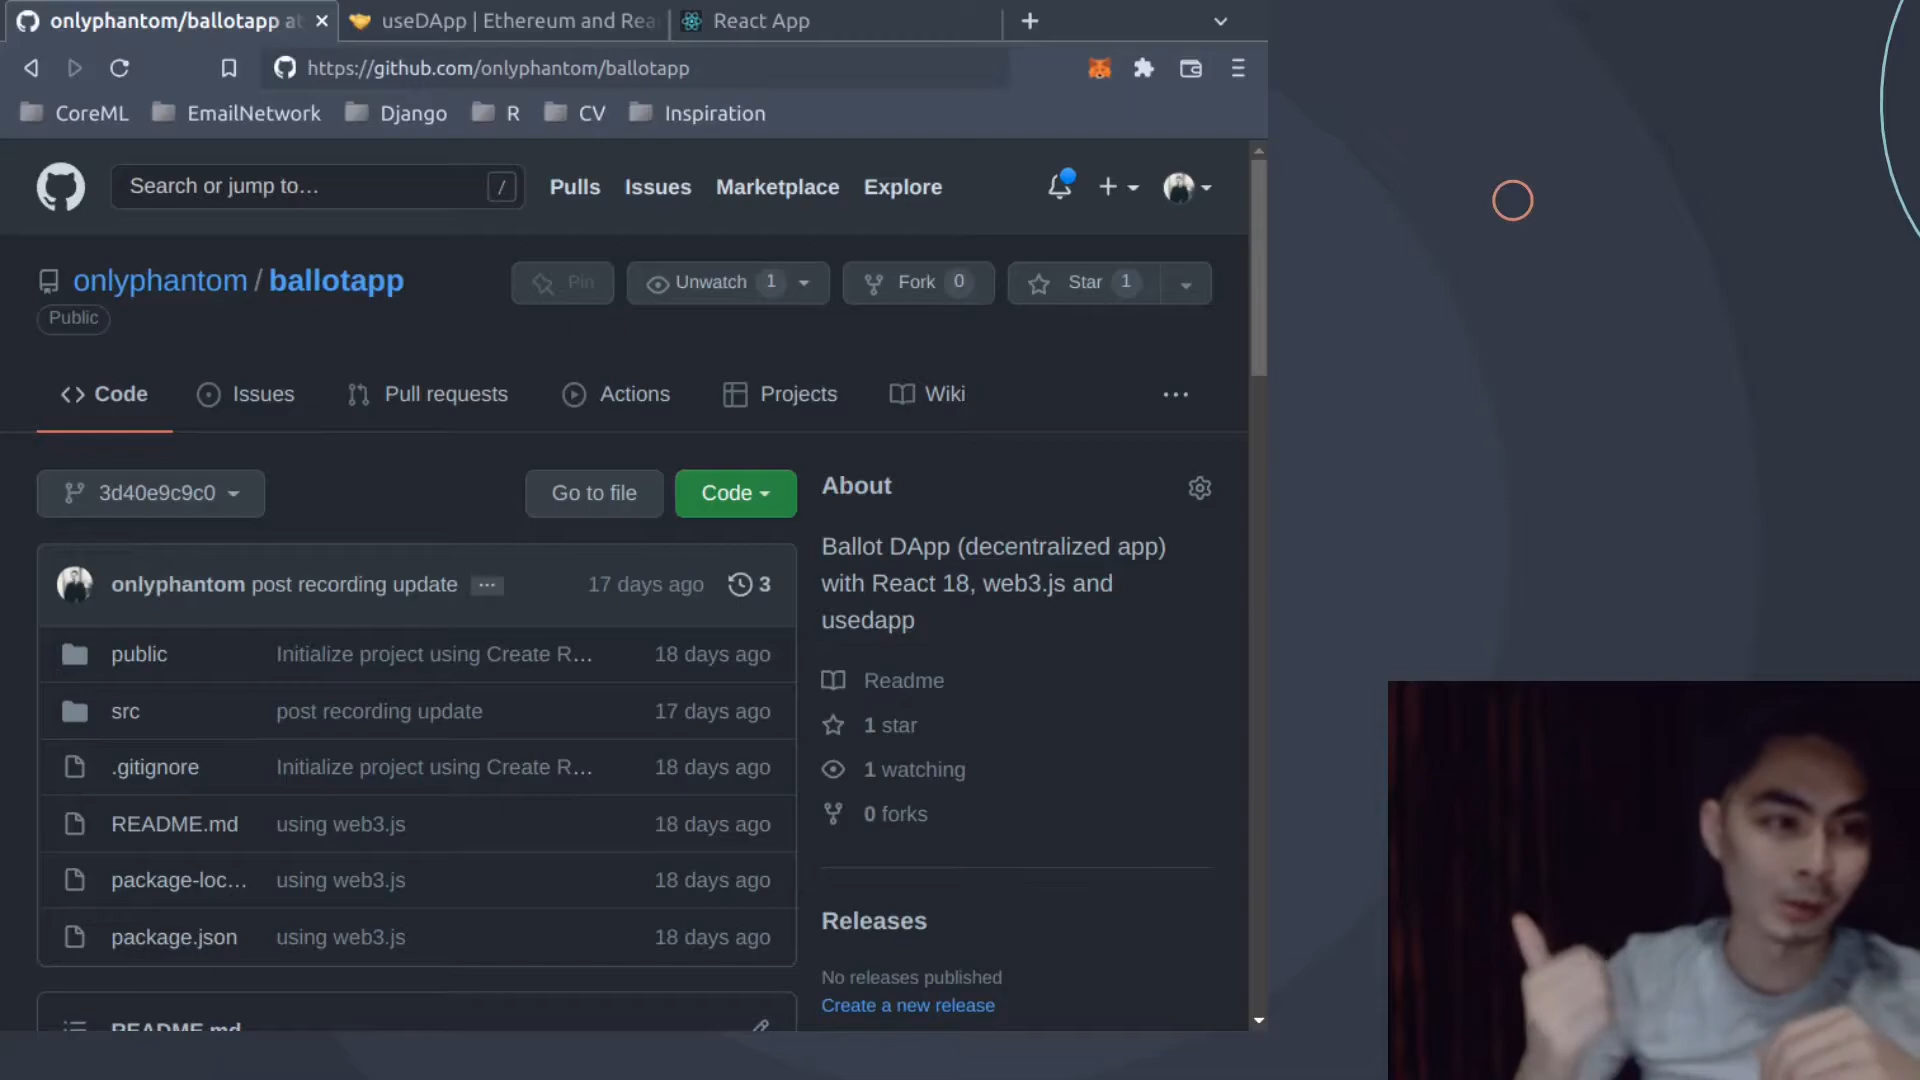 onlyphantom/ballotapp at
useDApp | Ethereum and Rea
React App
https://github.com/onlyphantom/ballotapp
CoreML
EmailNetwork
Django
R
CV
Inspiration
Search or jump to…
/
Pulls
Issues
Marketplace
Explore
onlyphantom / ballotapp
Public
Pin
Unwatch 1
Fork 0
Star 1
Code
Issues
Pull requests
Actions
Projects
Wiki
3d40e9c9c0
Go to file
Code
onlyphantom post recording update
17 days ago
3
public
Initialize project using Create R…
18 days ago
src
post recording update
17 days ago
.gitignore
Initialize project using Create R…
18 days ago
README.md
using web3.js
18 days ago
package-loc…
using web3.js
18 days ago
package.json
using web3.js
18 days ago
README.md
About
Ballot DApp (decentralized app)
with React 18, web3.js and
usedapp
Readme
1 star
1 watching
0 forks
Releases
No releases published
Create a new release